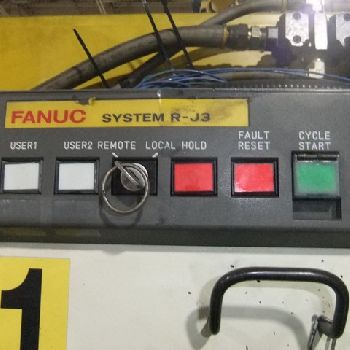 FANUC SYSTEM R-J3
USER1 USER2 REMOTE LOCAL HOLD FAULT RESET CYCLE START
1